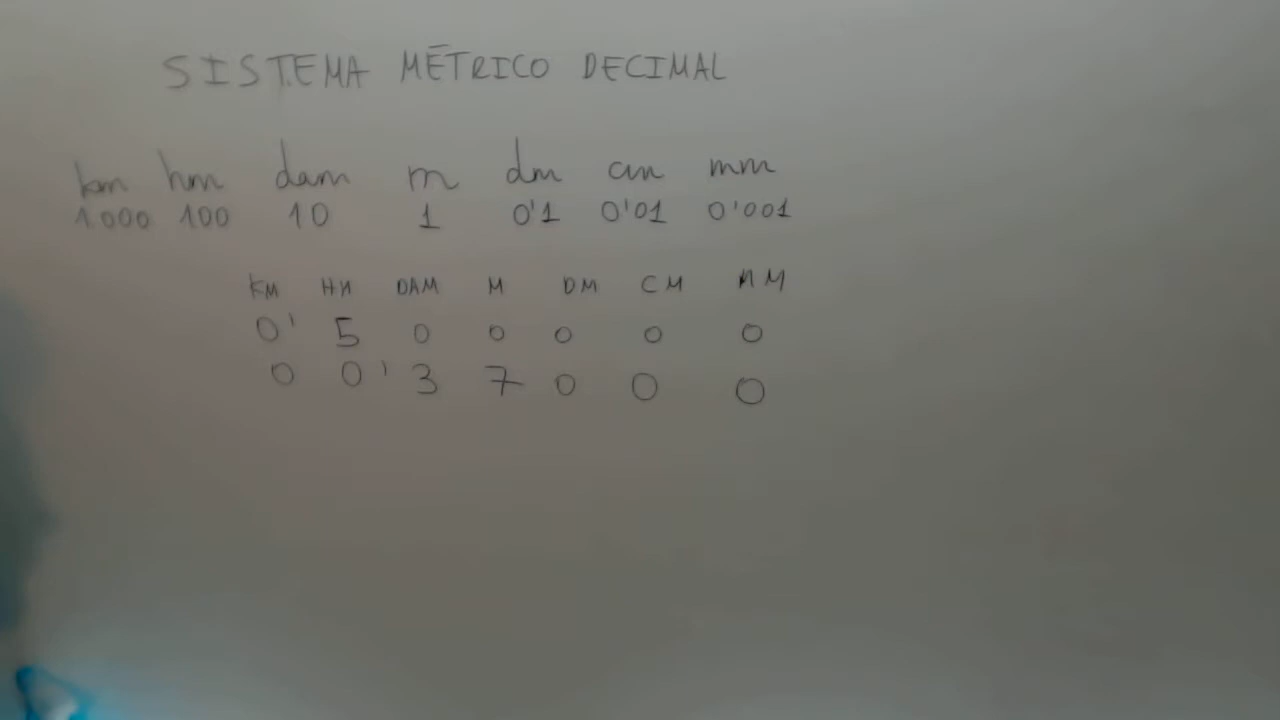 SISTEMA MÉTRICO DECIMAL
km hm dam m dm cm mm
1.000 100 10 1 0'1 0'01 0'001
KM HM DAM M DM CM MM
0' 5 0 0 0 0 0
0 0' 3 7 0 0 0